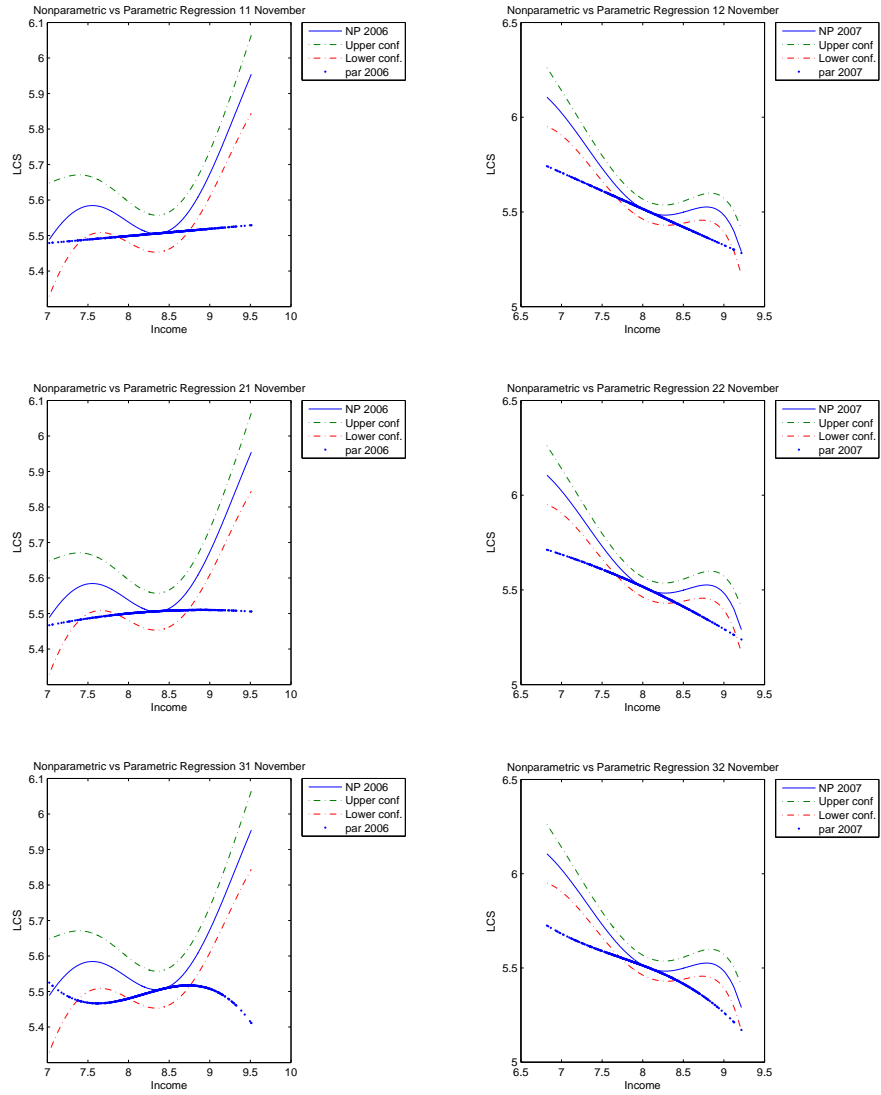 Nonparametric vs Parametric Regression 11 November
6.1
6
5.9
5.8
5.7
5.6
5.5
5.4
7
7.5
8
8.5
9
9.5
10
LCS
Income
NP 2006
Upper conf
Lower conf.
par 2006
Nonparametric vs Parametric Regression 12 November
6.5
6
5.5
5
6.5
7
7.5
8
8.5
9
9.5
LCS
Income
NP 2007
Upper conf
Lower conf.
par 2007
Nonparametric vs Parametric Regression 21 November
6.1
6
5.9
5.8
5.7
5.6
5.5
5.4
7
7.5
8
8.5
9
9.5
10
LCS
Income
NP 2006
Upper conf
Lower conf.
par 2006
Nonparametric vs Parametric Regression 22 November
6.5
6
5.5
5
6.5
7
7.5
8
8.5
9
9.5
LCS
Income
NP 2007
Upper conf
Lower conf.
par 2007
Nonparametric vs Parametric Regression 31 November
6.1
6
5.9
5.8
5.7
5.6
5.5
5.4
7
7.5
8
8.5
9
9.5
10
LCS
Income
NP 2006
Upper conf
Lower conf.
par 2006
Nonparametric vs Parametric Regression 32 November
6.5
6
5.5
5
6.5
7
7.5
8
8.5
9
9.5
LCS
Income
NP 2007
Upper conf
Lower conf.
par 2007